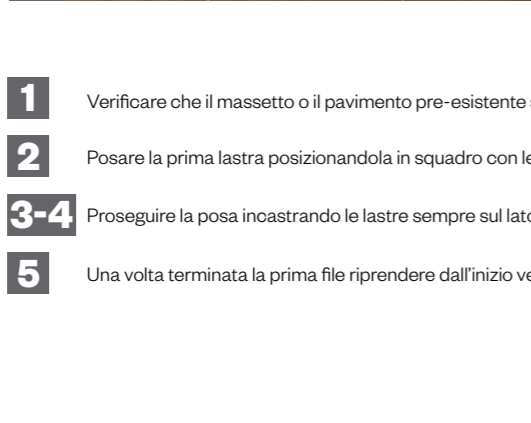 1 Verificare che il massetto o il pavimento pre-esistente
2 Posare la prima lastra posizionandola in squadro con le
3-4 Proseguire la posa incastrando le lastre sempre sul lato
5 Una volta terminata la prima file riprendere dall'inizio